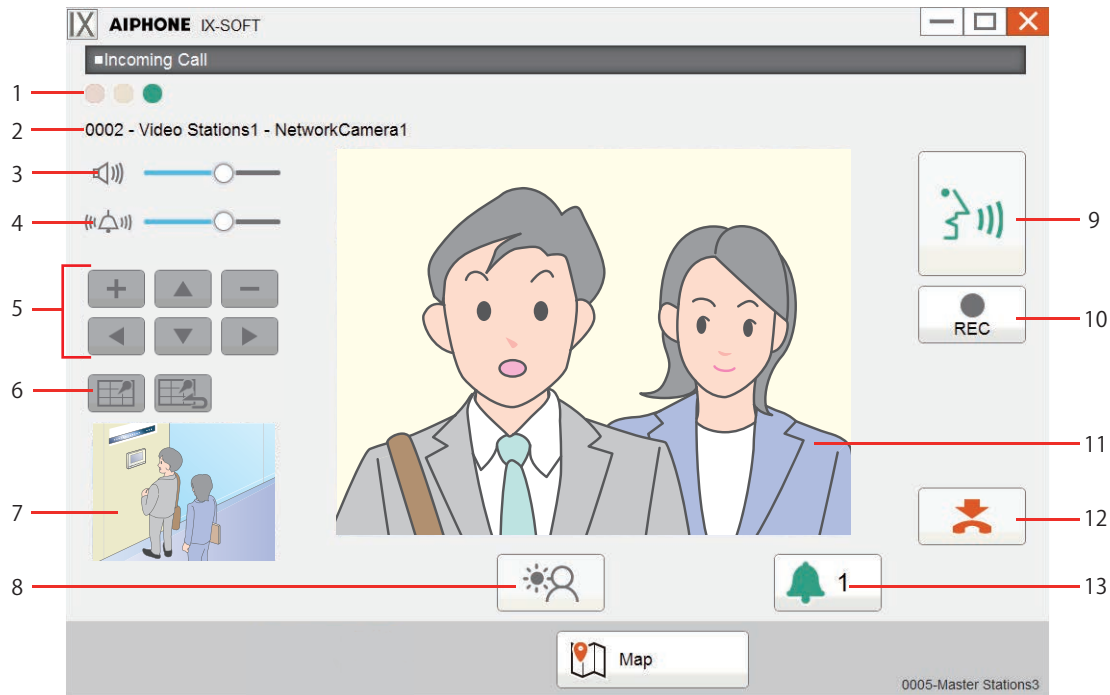 IX AIPHONE IX-SOFT
■Incoming Call
1
2
0002 - Video Stations1 - NetworkCamera1
3
4
5
6
7
8
9
REC
10
11
12
1
13
Map
0005-Master Stations3